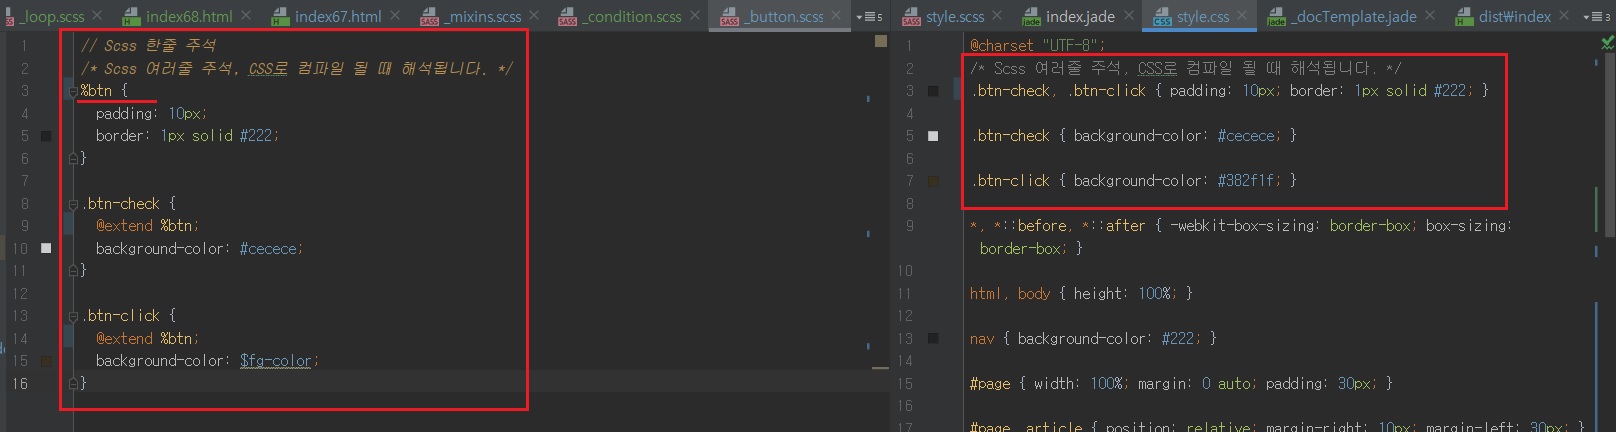 _loop.scss index68.html index67.html _mixins.scss _condition.scss _button.scss 5
1 // Scss 한줄 주석
2 /* Scss 여러줄 주석, CSS로 컴파일 될 때 해석됩니다. */
3 %btn {
4 padding: 10px;
5 border: 1px solid #222;
6 }
7
8 .btn-check {
9 @extend %btn;
10 background-color: #cecece;
11 }
12
13 .btn-click {
14 @extend %btn;
15 background-color: $fg-color;
16 }
style.scss index.jade style.css _docTemplate.jade dist₩index 3
1 @charset "UTF-8";
2 /* Scss 여러줄 주석, CSS로 컴파일 될 때 해석됩니다. */
3 .btn-check, .btn-click { padding: 10px; border: 1px solid #222; }
4
5 .btn-check { background-color: #cecece; }
6
7 .btn-click { background-color: #382f1f; }
8
9 *, *::before, *::after { -webkit-box-sizing: border-box; box-sizing:
border-box; }
10
11 html, body { height: 100%; }
12
13 nav { background-color: #222; }
14
15 #page { width: 100%; margin: 0 auto; padding: 30px; }
16
17 #page .article { position: relative; margin-right: 10px; margin-left: 30px; }